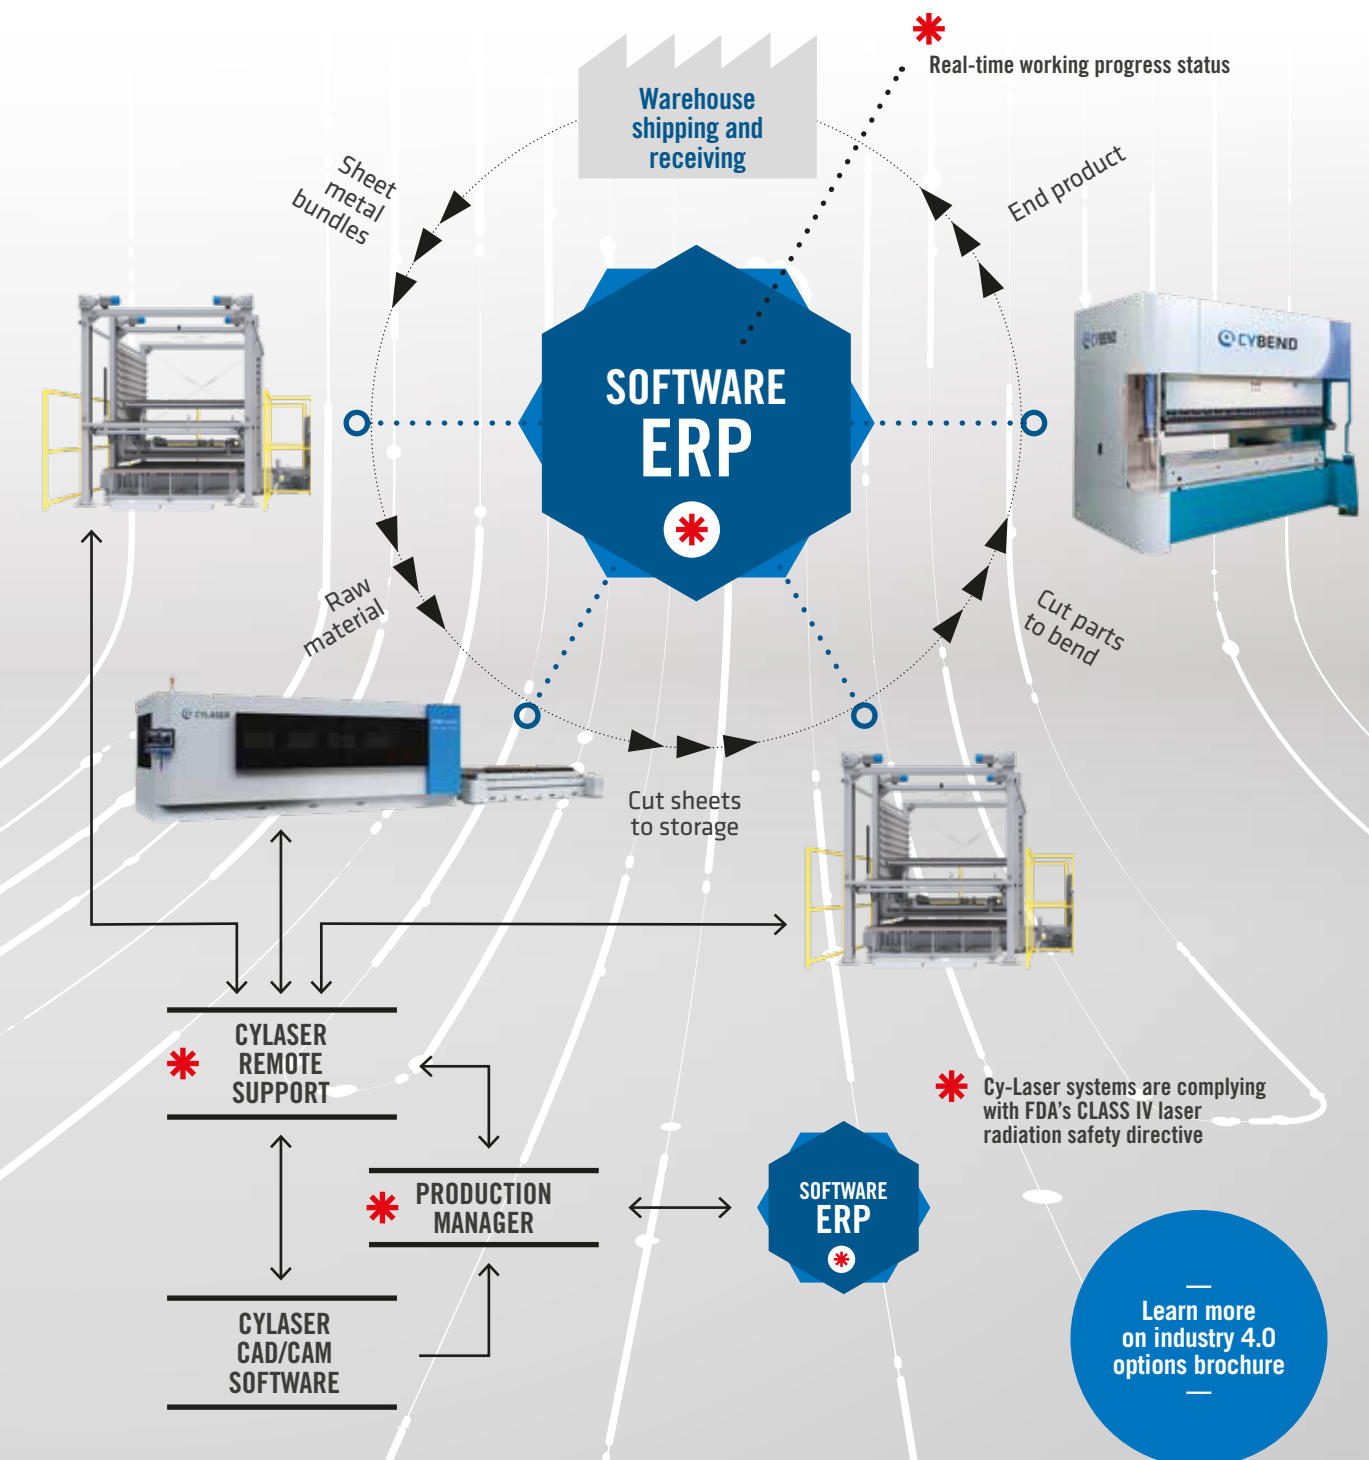 Real-time working progress status
Warehouse
shipping and
receiving
Sheet
metal
bundles
End product
CYBEND
CYBEND
SOFTWARE
ERP
Raw
material
Cut parts
to bend
CYLASER
Cut sheets
to storage
CYLASER
REMOTE
SUPPORT
Cy-Laser systems are complying
with FDA's CLASS IV laser
radiation safety directive
PRODUCTION
MANAGER
SOFTWARE
ERP
CYLASER
CAD/CAM
SOFTWARE
Learn more
on industry 4.0
options brochure